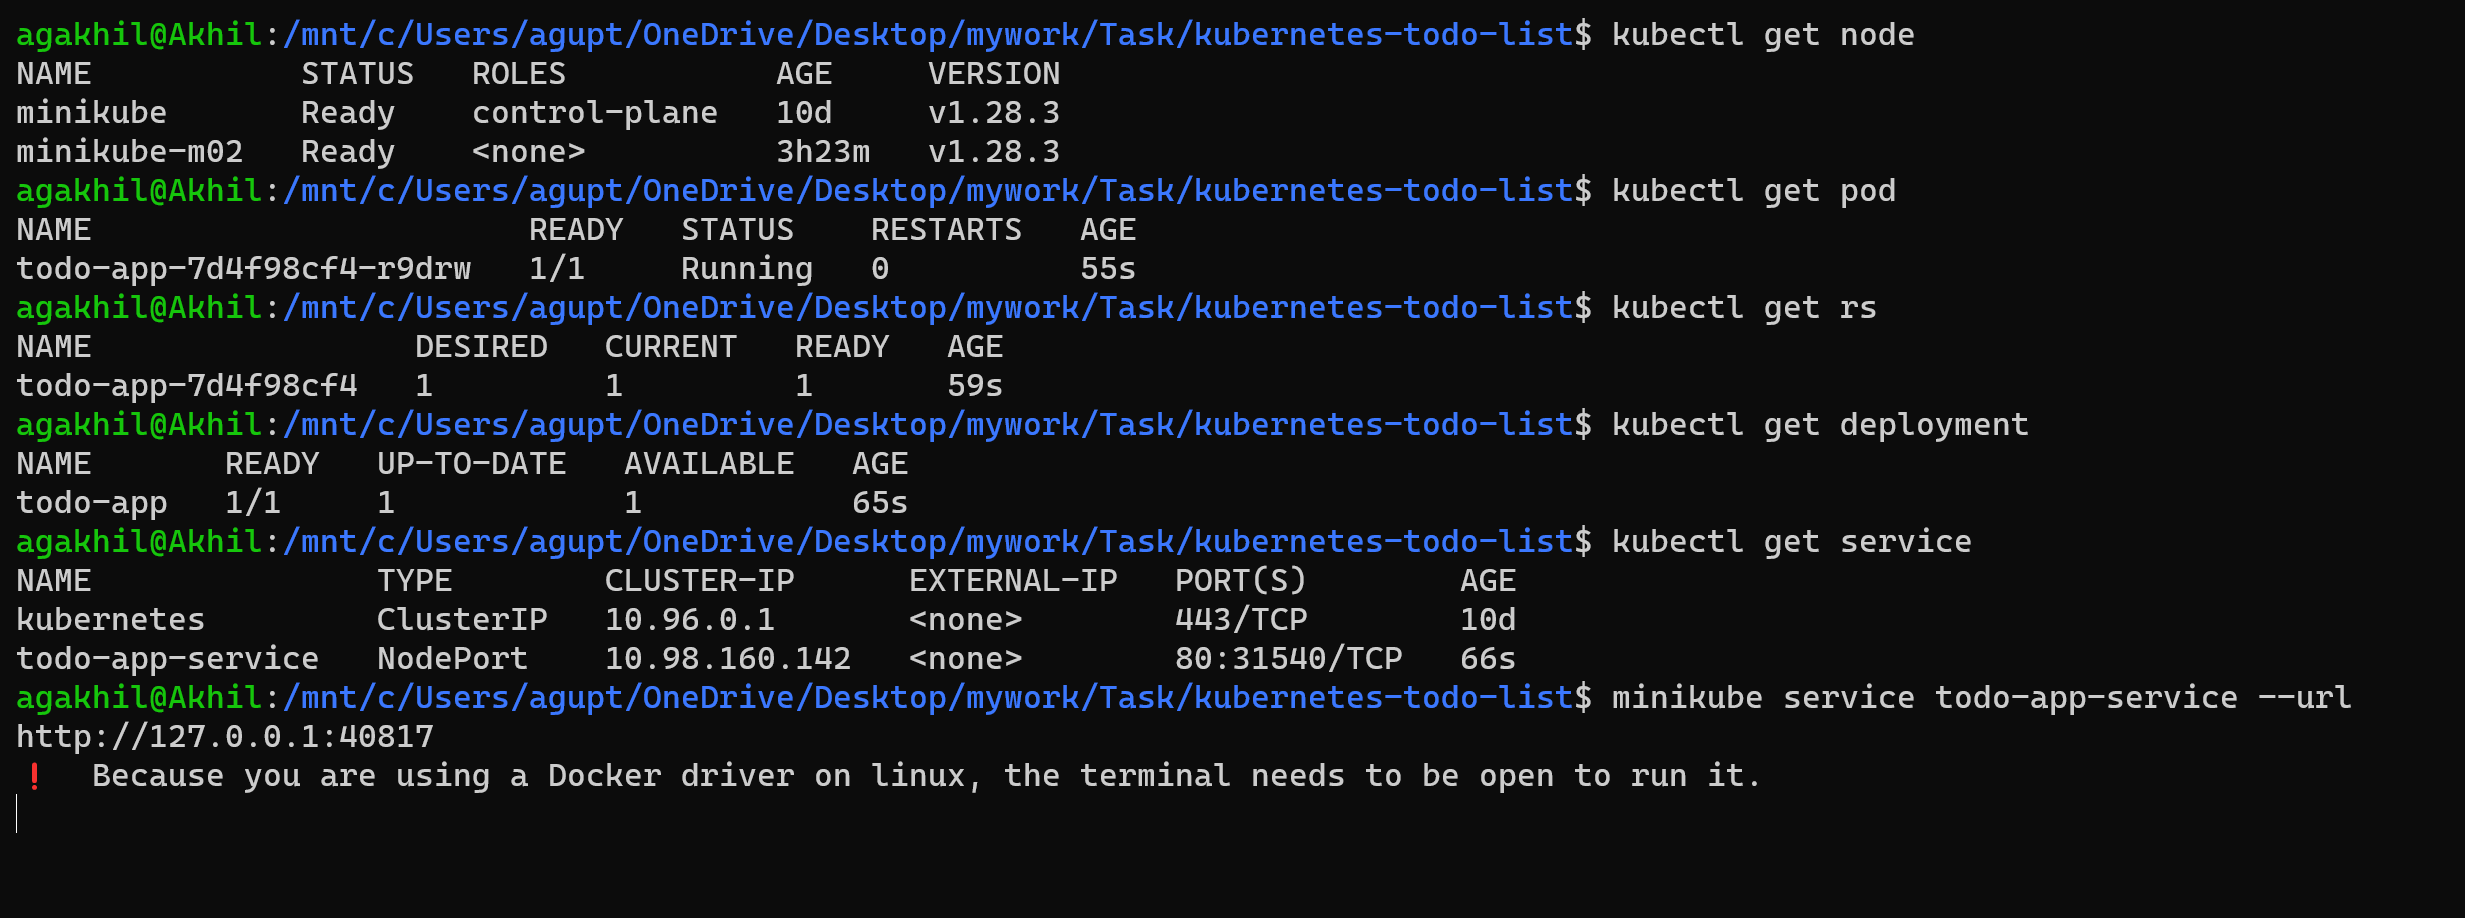 agakhil@Akhil:/mnt/c/Users/agupt/OneDrive/Desktop/mywork/Task/kubernetes-todo-list$ kubectl get node
NAME           STATUS   ROLES           AGE     VERSION
minikube       Ready    control-plane   10d     v1.28.3
minikube-m02   Ready    <none>          3h23m   v1.28.3
agakhil@Akhil:/mnt/c/Users/agupt/OneDrive/Desktop/mywork/Task/kubernetes-todo-list$ kubectl get pod
NAME                       READY   STATUS    RESTARTS   AGE
todo-app-7d4f98cf4-r9drw   1/1     Running   0          55s
agakhil@Akhil:/mnt/c/Users/agupt/OneDrive/Desktop/mywork/Task/kubernetes-todo-list$ kubectl get rs
NAME                 DESIRED   CURRENT   READY   AGE
todo-app-7d4f98cf4   1         1         1       59s
agakhil@Akhil:/mnt/c/Users/agupt/OneDrive/Desktop/mywork/Task/kubernetes-todo-list$ kubectl get deployment
NAME       READY   UP-TO-DATE   AVAILABLE   AGE
todo-app   1/1     1            1           65s
agakhil@Akhil:/mnt/c/Users/agupt/OneDrive/Desktop/mywork/Task/kubernetes-todo-list$ kubectl get service
NAME               TYPE        CLUSTER-IP      EXTERNAL-IP   PORT(S)        AGE
kubernetes         ClusterIP   10.96.0.1       <none>        443/TCP        10d
todo-app-service   NodePort    10.98.160.142   <none>        80:31540/TCP   66s
agakhil@Akhil:/mnt/c/Users/agupt/OneDrive/Desktop/mywork/Task/kubernetes-todo-list$ minikube service todo-app-service --url
http://127.0.0.1:40817
❗  Because you are using a Docker driver on linux, the terminal needs to be open to run it.